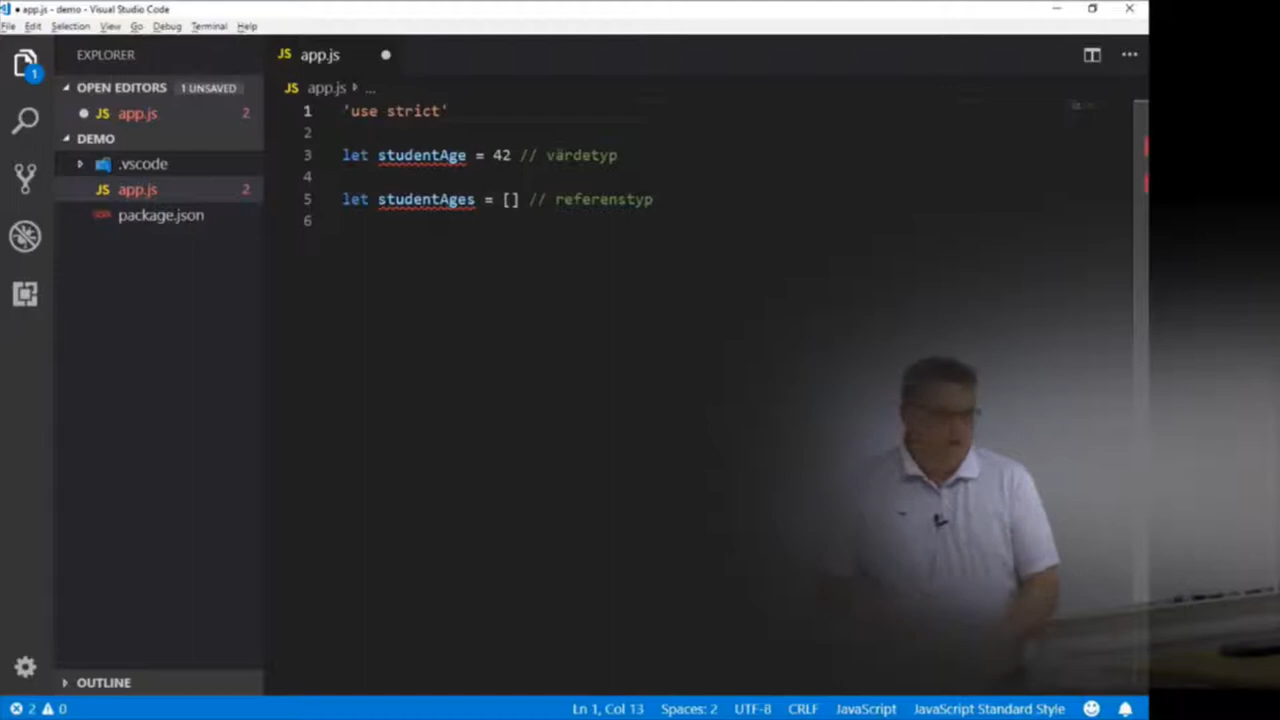 app.js - demo - Visual Studio Code
File Edit Selection View Go Debug Terminal Help
EXPLORER
JS app.js
OPEN EDITORS 1 UNSAVED
JS app.js ...
JS app.js 2
DEMO
.vscode
JS app.js 2
package.json
1 'use strict'
2
3 let studentAge = 42 // värdetyp
4
5 let studentAges = [] // referenstyp
6
1
OUTLINE
2 0 Ln 1, Col 13 Spaces: 2 UTF-8 CRLF JavaScript JavaScript Standard Style